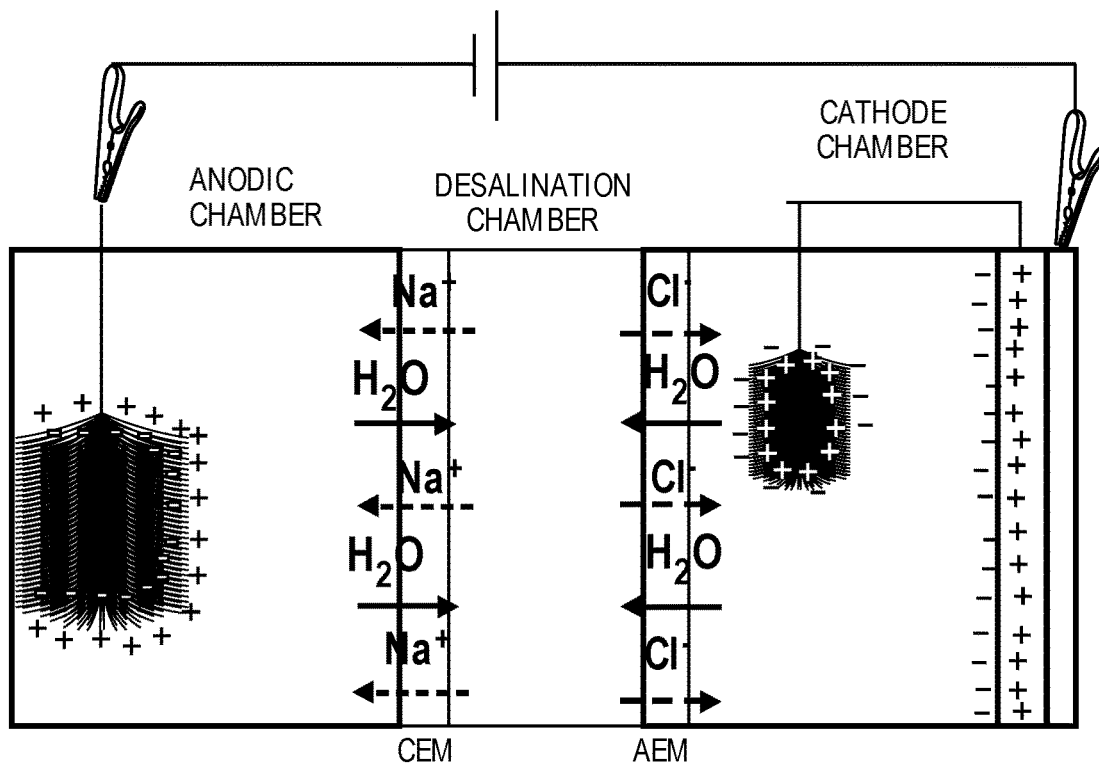 CATHODE
CHAMBER
ANODIC
CHAMBER
DESALINATION
CHAMBER
Na⁺
Cl⁻
H₂O
H₂O
Na⁺
Cl⁻
H₂O
H₂O
Na⁺
Cl⁻
CEM
AEM